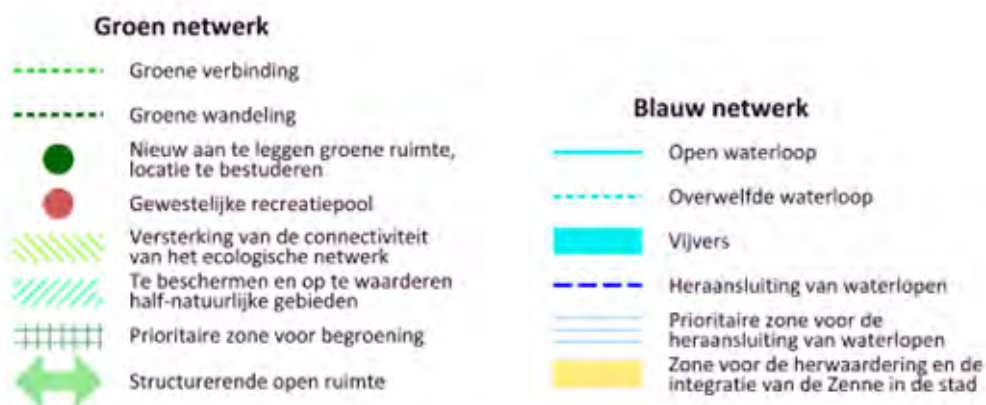 Groen netwerk
Groene verbinding
Groene wandeling
Nieuw aan te leggen groene ruimte,
locatie te bestuderen
Gewestelijke recreatiepool
Versterking van de connectiviteit
van het ecologische netwerk
Te beschermen en op te waarderen
half-natuurlijke gebieden
Prioritaire zone voor begroening
Structurerende open ruimte
Blauw netwerk
Open waterloop
Overwelfde waterloop
Vijvers
Heraansluiting van waterlopen
Prioritaire zone voor de
heraansluiting van waterlopen
Zone voor de herwaardering en de
integratie van de Zenne in de stad